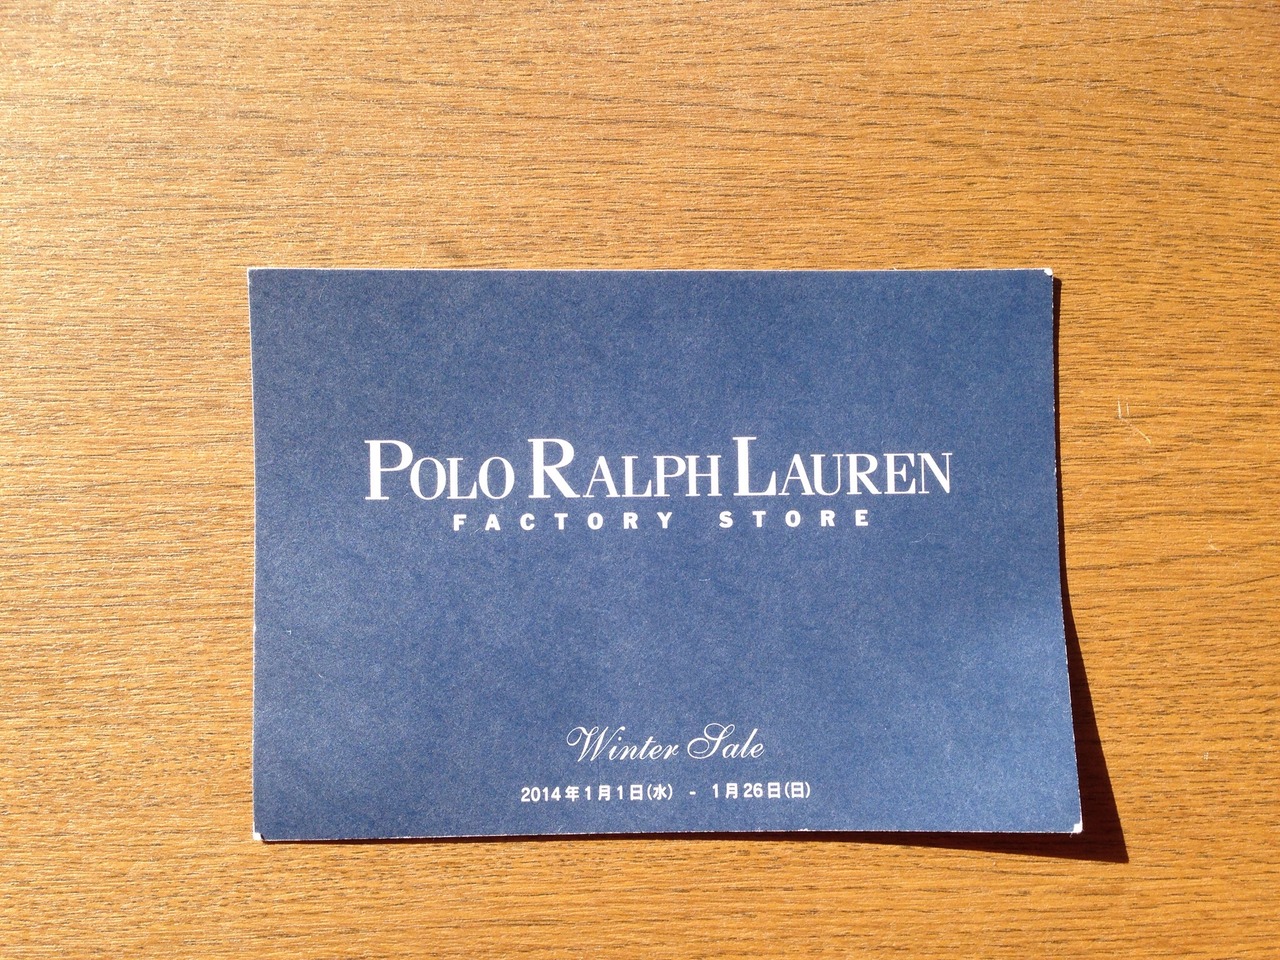 POLO RALPH LAUREN
FACTORY STORE
Winter Sale
2014年1月1日(水) - 1月26日(日)